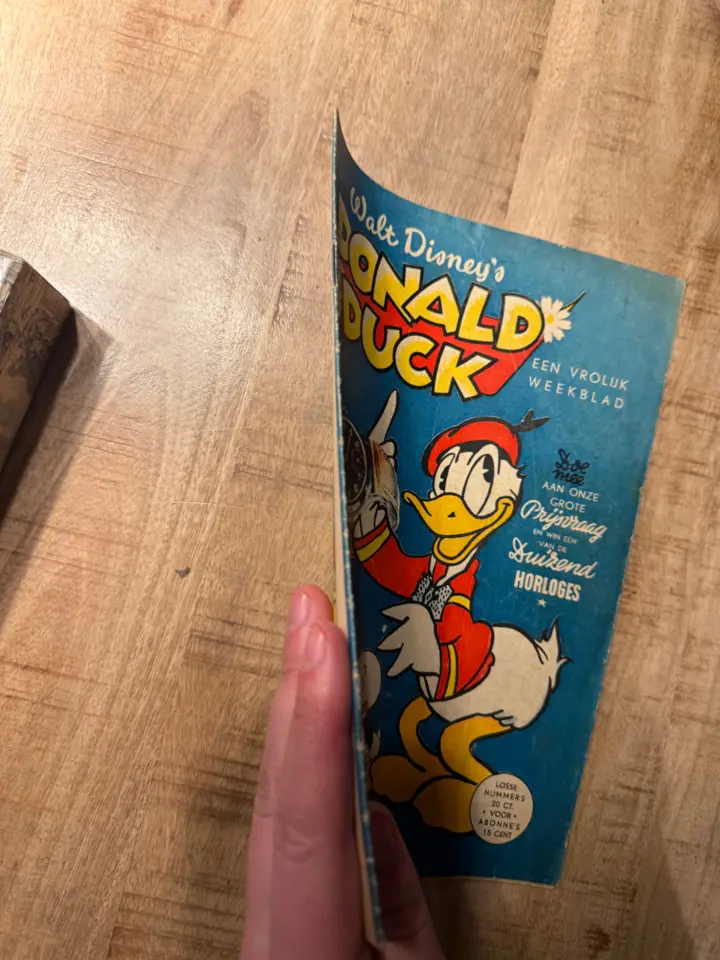 Walt Disney's
DONALD
DUCK
EEN VROLIJK
WEEKBLAD
Doe
mee
AAN ONZE
GROTE
Prijsvraag
EN WIN EEN
VAN DE
Duizend
HORLOGES
LOSSE
NUMMERS
20 CT.
• VOOR •
ABONNE'S
15 CENT